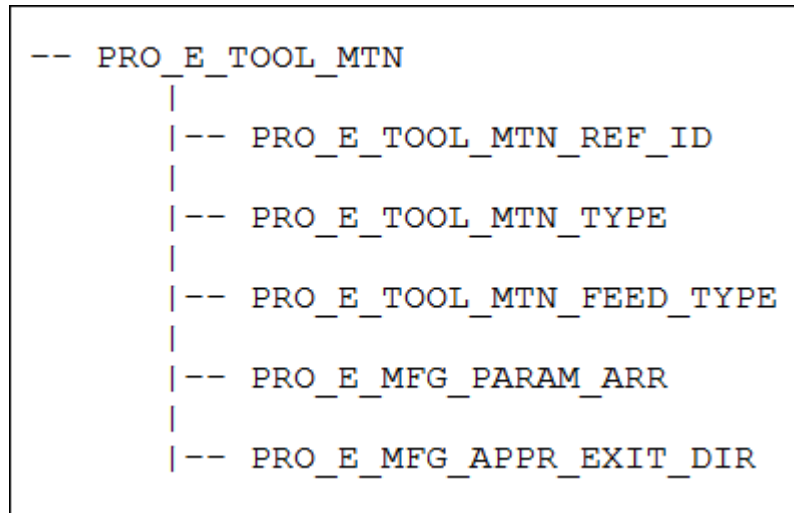 -- PRO_E_TOOL_MTN
|
|-- PRO_E_TOOL_MTN_REF_ID
|
|-- PRO_E_TOOL_MTN_TYPE
|
|-- PRO_E_TOOL_MTN_FEED_TYPE
|
|-- PRO_E_MFG_PARAM_ARR
|
|-- PRO_E_MFG_APPR_EXIT_DIR